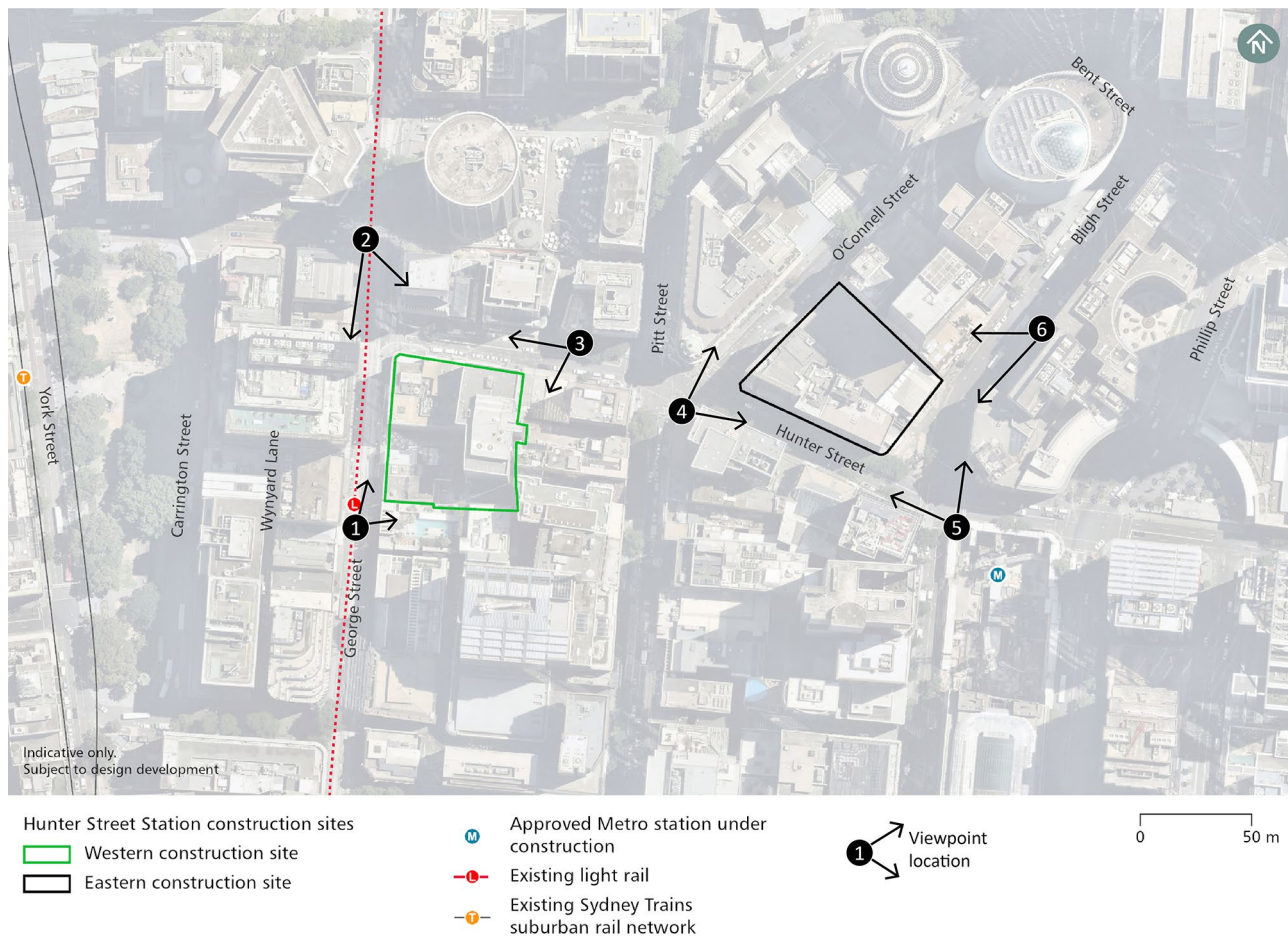 N
Bent Street
O'Connell Street
Bligh Street
2
Phillip Street
Pitt Street
6
3
T
York Street
4
Carrington Street
Wynyard Lane
Hunter Street
L
1
5
M
George Street
Indicative only.
Subject to design development
Hunter Street Station construction sites
Western construction site
Eastern construction site
M
Approved Metro station under
construction
L
Existing light rail
T
Existing Sydney Trains
suburban rail network
1
Viewpoint
location
0
50 m